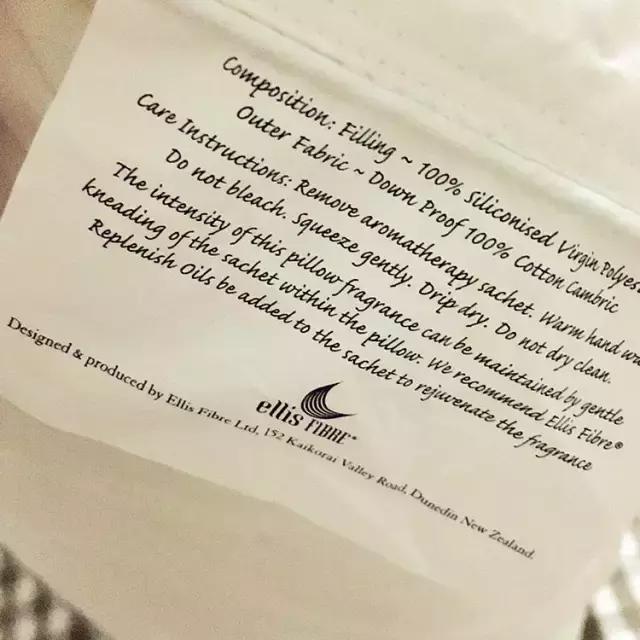 Composition: Filling ~ 100% Siliconised Virgin Polyes
Outer Fabric ~ Down Proof 100% Cotton Cambric
Care Instructions: Remove aromatherapy sachet. Warm hand wa
Do not bleach. Squeeze gently. Drip dry. Do not dry clean.
The intensity of this pillow fragrance can be maintained by gentle
kneading of the sachet within the pillow. We recommend Ellis Fibre®
Replenish Oils be added to the sachet to rejuvenate the fragrance
ellis FIBRE®
Designed & produced by Ellis Fibre Ltd, 152 Kaikorai Valley Road, Dunedin New Zealand.